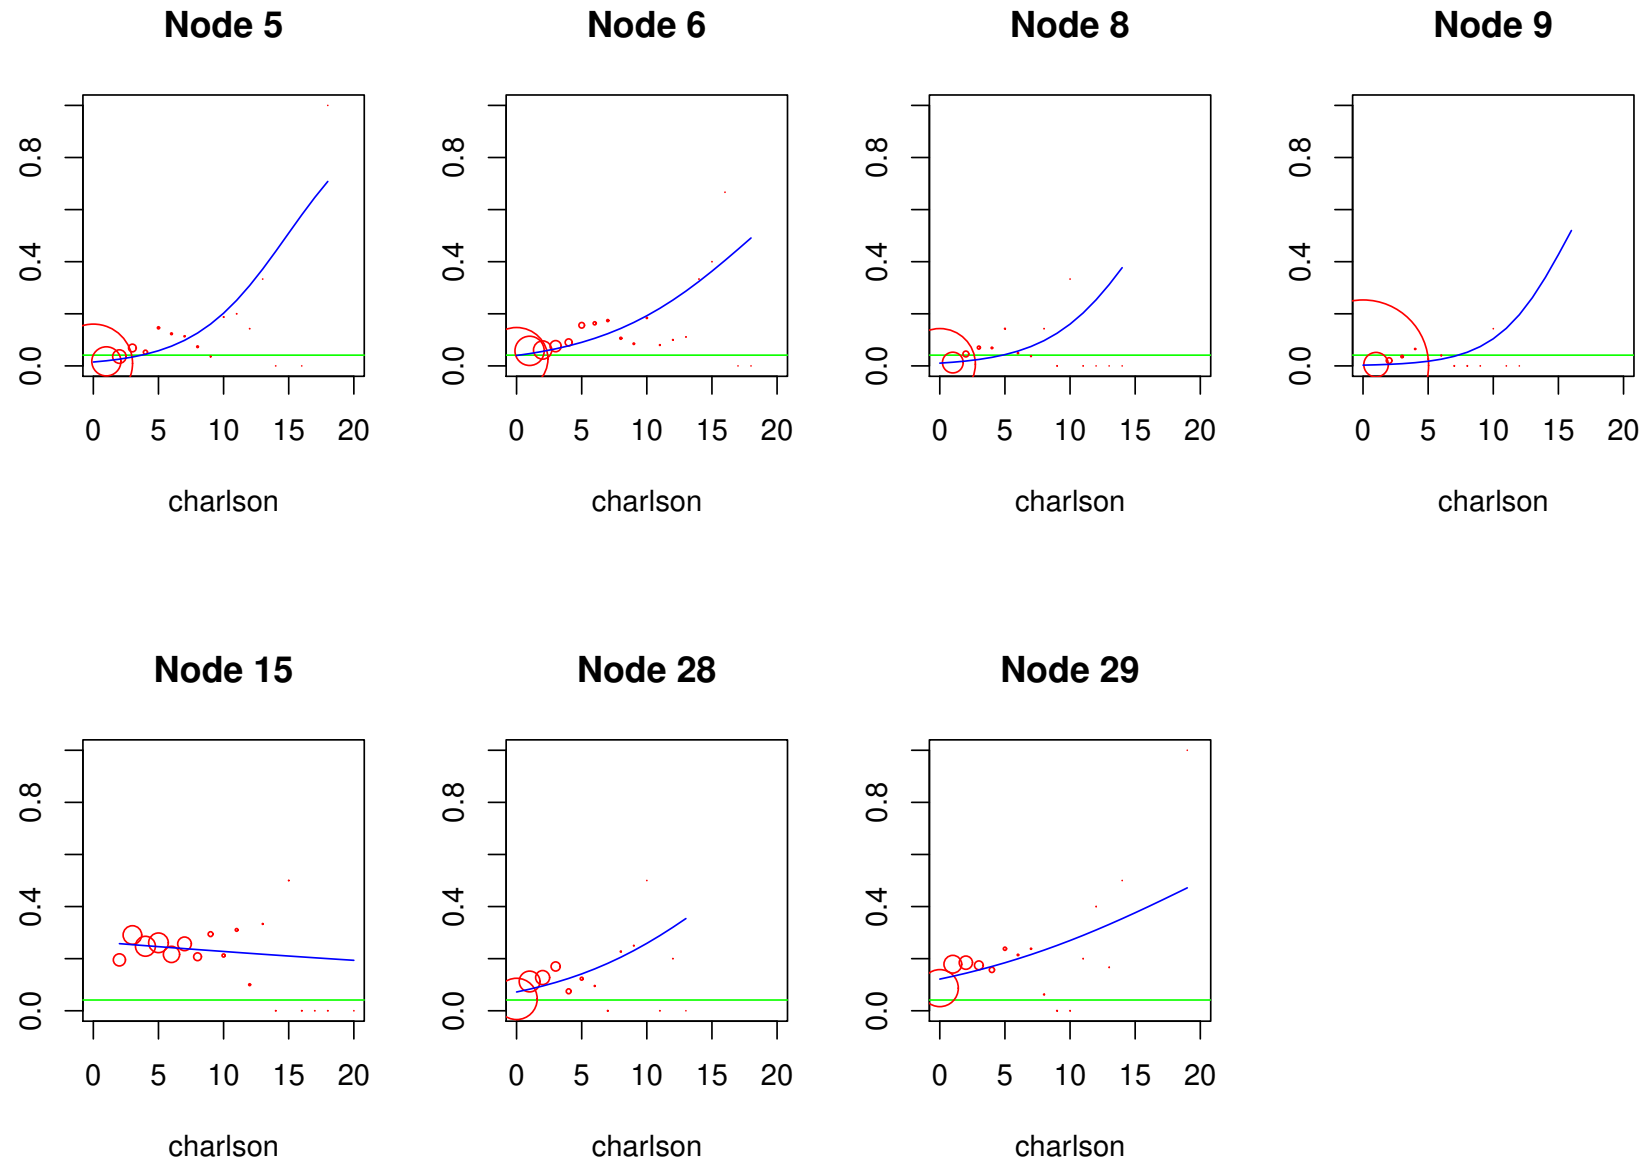 Node 5 Node 6 Node 8 Node 9
0.8 0.8 0.8 0.8
0.4 0.4 0.4 0.4
0.0 0.0 0.0 0.0
0 5 10 15 20 0 5 10 15 20 0 5 10 15 20 0 5 10 15 20
charlson charlson charlson charlson
Node 15 Node 28 Node 29
0.8 0.8 0.8
0.4 0.4 0.4
0.0 0.0 0.0
0 5 10 15 20 0 5 10 15 20 0 5 10 15 20
charlson charlson charlson